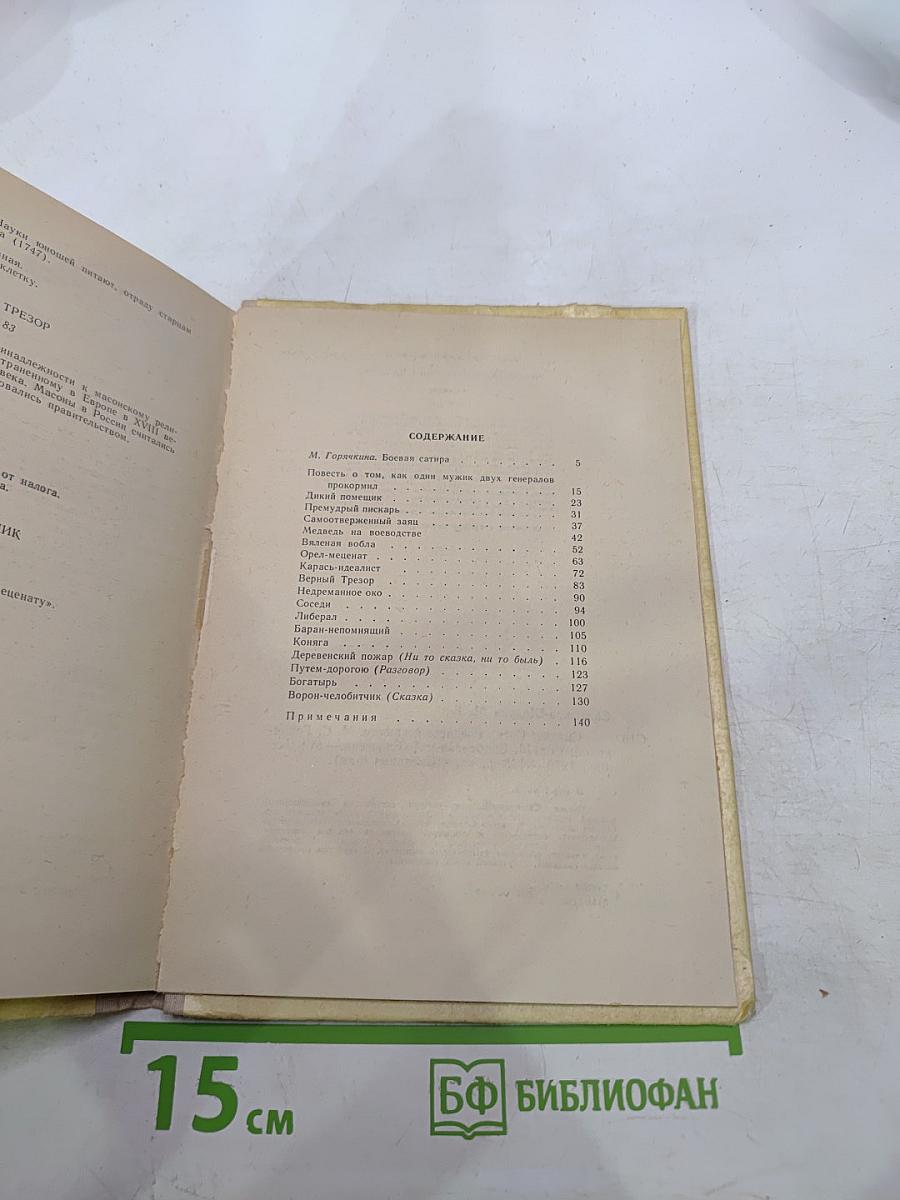 Науки юношей питают, отраду старцам
а (1747).
ная.
клетку.
ТРЕЗОР
83
инадлежности к масонскому рели-
траненному в Европе в XVIII ве-
века. Масоны в России считались
овались правительством.
от налога.
а.
ИК
еценату».
СОДЕРЖАНИЕ
М. Горячкина. Боевая сатира . . . . . . . . 5
Повесть о том, как один мужик двух генералов
прокормил . . . . . . . . . . . . . 15
Дикий помещик . . . . . . . . . . . . 23
Премудрый пискарь . . . . . . . . . . . 31
Самоотверженный заяц . . . . . . . . . . 37
Медведь на воеводстве 42
Вяленая вобла . . . . . . . . . . . . 52
Орел-меценат . . . . . . . . . . . . 63
Карась-идеалист . . . . . . . . . . . 72
Верный Трезор . . . . . . . . . . . . 83
Недреманное око . . . . . . . . . . . . 90
Соседи . . . . . . . . . . . . . . 94
Либерал . . . . . . . . . . . . . . 100
Баран-непомнящий . . . . . . . . . . . 105
Коняга . . . . . . . . . . . . . . 110
Деревенский пожар (Ни то сказка, ни то быль) . 116
Путем-дорогою (Разговор) . . . . . . . . 123
Богатырь . . . . . . . . . . . . . 127
Ворон-челобитчик (Сказка) . . . . . . . . 130
Примечания . . . . . . . . . . . . 140
15 см
БФ БИБЛИОФАН